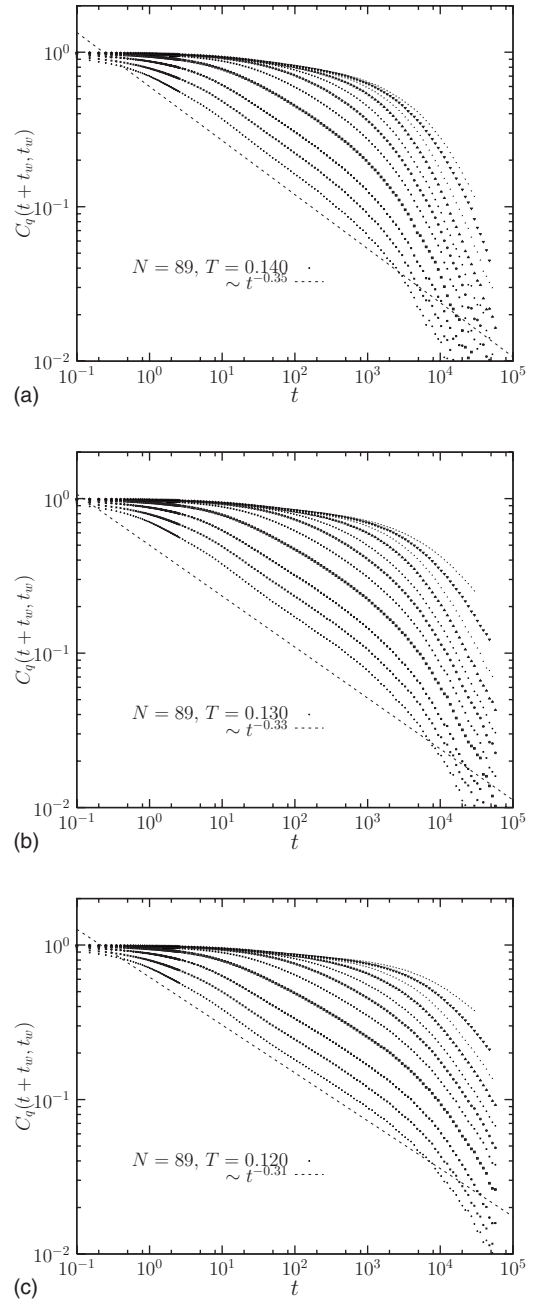 10^0
10^-1
10^-2
C_q(t + t_w, t_w)
N = 89, T = 0.140
∼ t^-0.35
10^-1 10^0 10^1 10^2 10^3 10^4 10^5
t
(a)
10^0
10^-1
10^-2
C_q(t + t_w, t_w)
N = 89, T = 0.130
∼ t^-0.33
10^-1 10^0 10^1 10^2 10^3 10^4 10^5
t
(b)
10^0
10^-1
10^-2
C_q(t + t_w, t_w)
N = 89, T = 0.120
∼ t^-0.31
10^-1 10^0 10^1 10^2 10^3 10^4 10^5
t
(c)